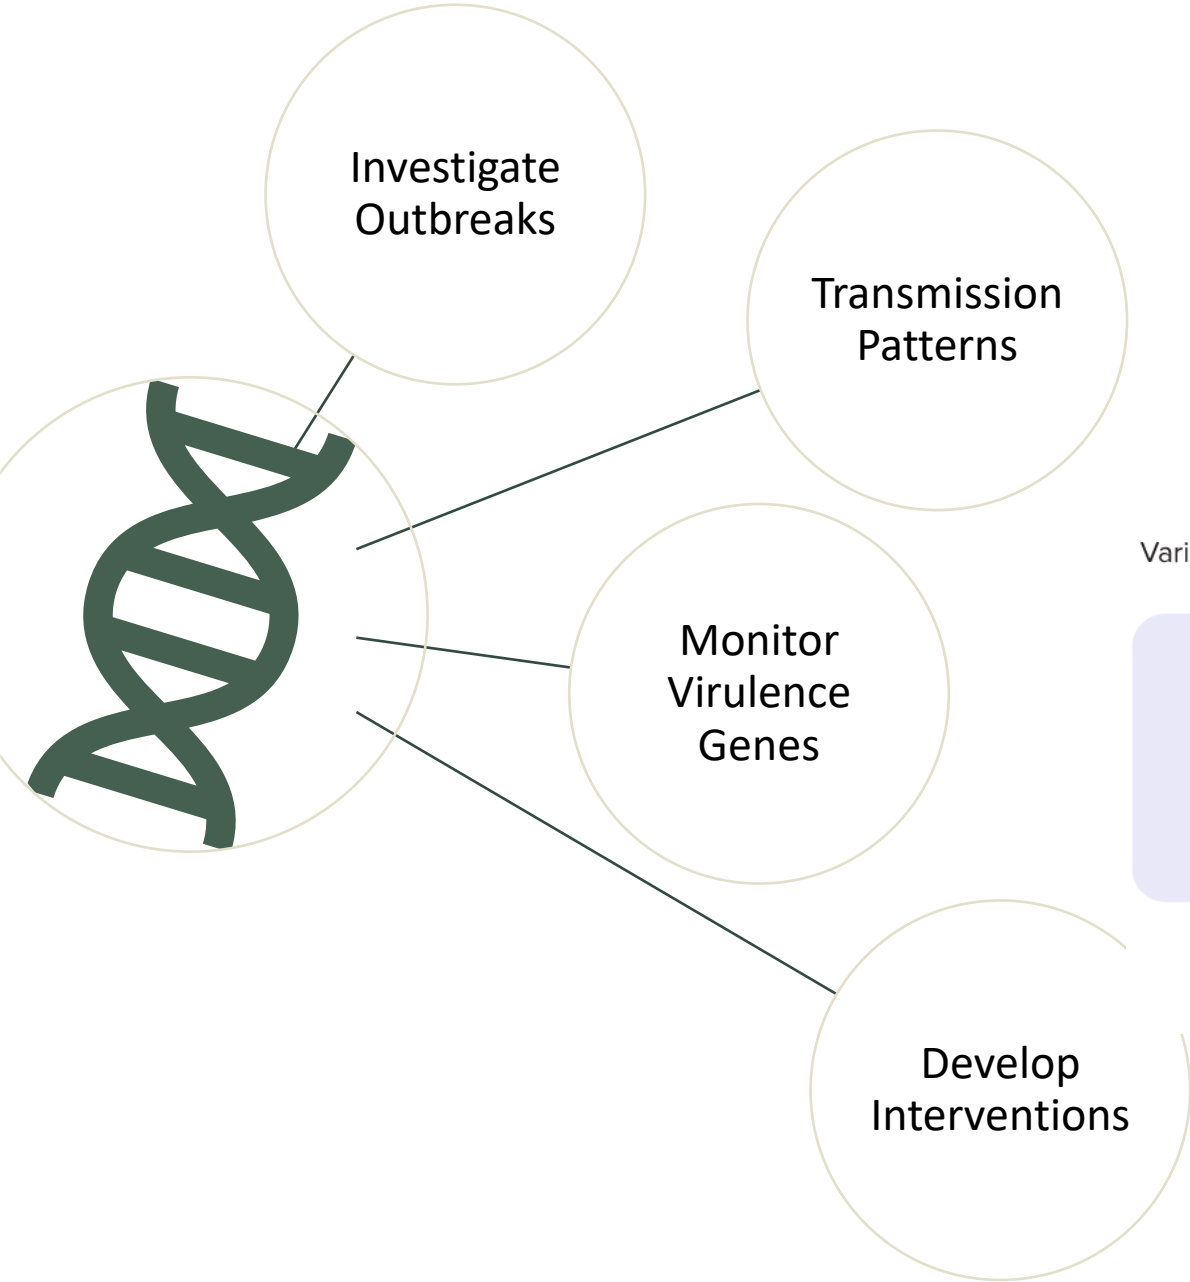 Investigate
Outbreaks
Transmission
Patterns
Vari
Monitor
Virulence
Genes
Develop
Interventions